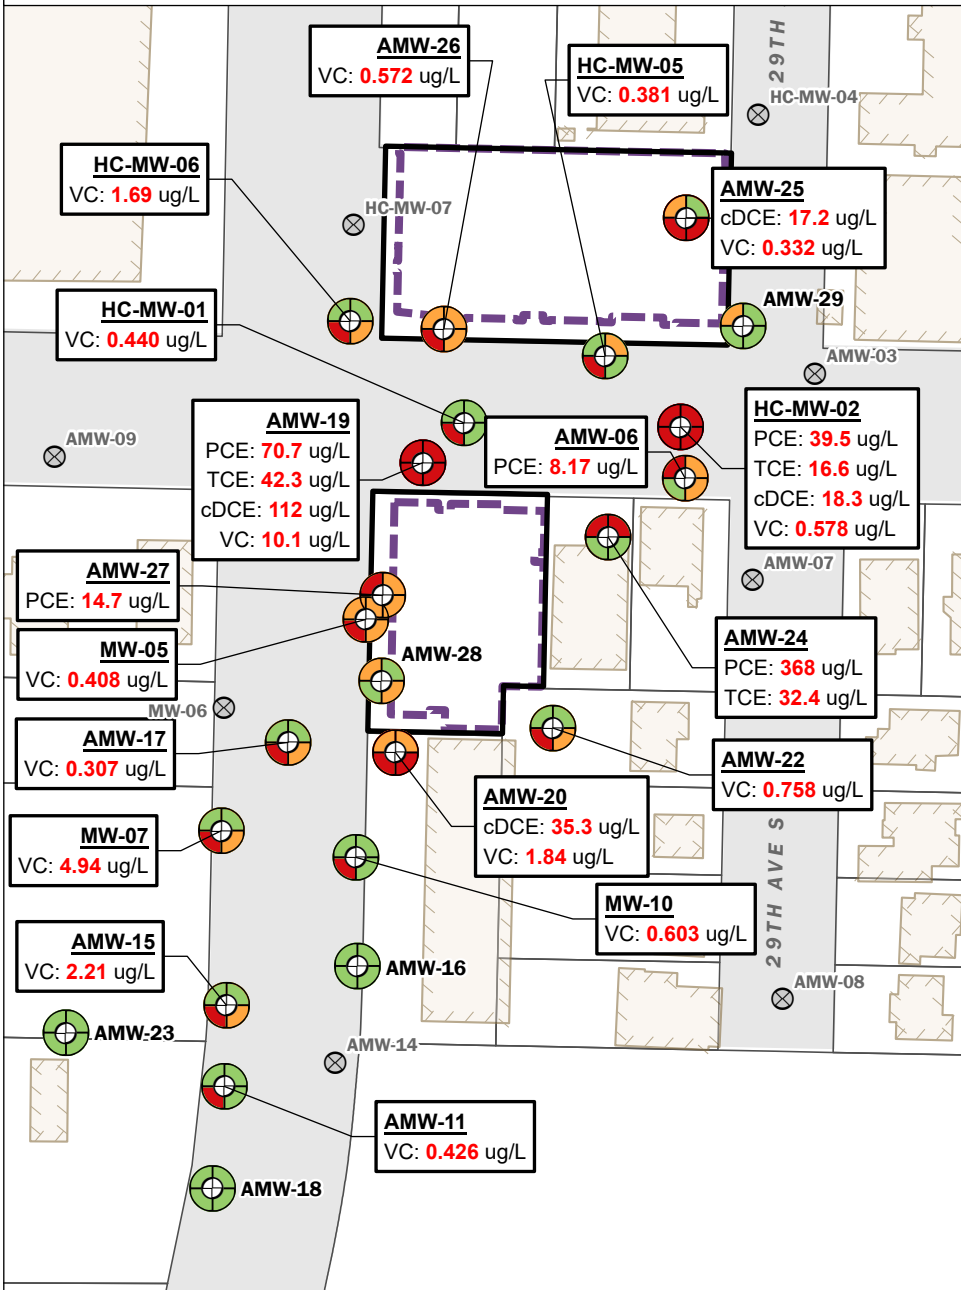 AMW-26
VC: 0.572 ug/L
HC-MW-05
VC: 0.381 ug/L
29TH
HC-MW-04
HC-MW-06
VC: 1.69 ug/L
HC-MW-07
AMW-25
cDCE: 17.2 ug/L
VC: 0.332 ug/L
HC-MW-01
VC: 0.440 ug/L
AMW-29
AMW-03
AMW-09
AMW-19
PCE: 70.7 ug/L
TCE: 42.3 ug/L
cDCE: 112 ug/L
VC: 10.1 ug/L
AMW-06
PCE: 8.17 ug/L
HC-MW-02
PCE: 39.5 ug/L
TCE: 16.6 ug/L
cDCE: 18.3 ug/L
VC: 0.578 ug/L
AMW-27
PCE: 14.7 ug/L
AMW-07
MW-05
VC: 0.408 ug/L
AMW-28
AMW-24
PCE: 368 ug/L
TCE: 32.4 ug/L
MW-06
AMW-17
VC: 0.307 ug/L
AMW-22
VC: 0.758 ug/L
AMW-20
cDCE: 35.3 ug/L
VC: 1.84 ug/L
MW-07
VC: 4.94 ug/L
29TH AVE S
MW-10
VC: 0.603 ug/L
AMW-15
VC: 2.21 ug/L
AMW-16
AMW-08
AMW-23
AMW-14
AMW-11
VC: 0.426 ug/L
AMW-18